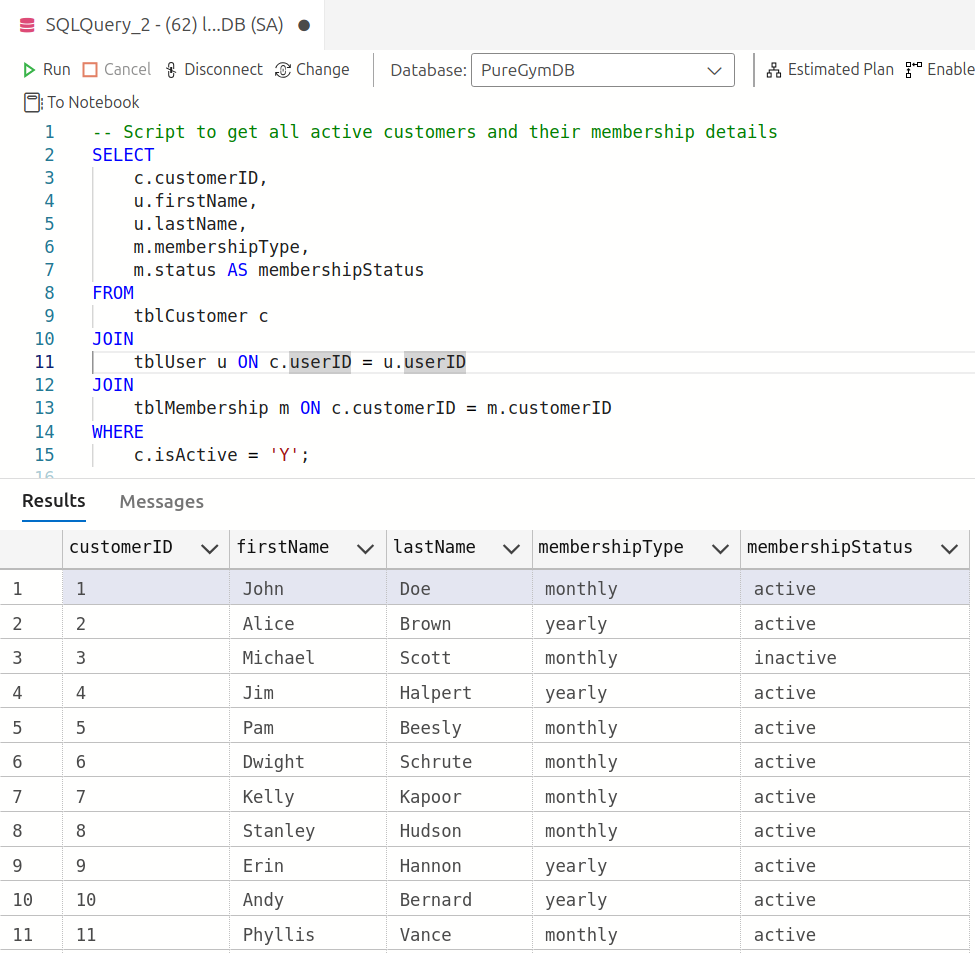 SQLQuery_2 - (62) l...DB (SA)
Run Cancel Disconnect Change Database: PureGymDB Estimated Plan Enable
To Notebook
1 -- Script to get all active customers and their membership details
2 SELECT
3 c.customerID,
4 u.firstName,
5 u.lastName,
6 m.membershipType,
7 m.status AS membershipStatus
8 FROM
9 tblCustomer c
10 JOIN
11 tblUser u ON c.userID = u.userID
12 JOIN
13 tblMembership m ON c.customerID = m.customerID
14 WHERE
15 c.isActive = 'Y';
16
Results Messages
customerID firstName lastName membershipType membershipStatus
1 1 John Doe monthly active
2 2 Alice Brown yearly active
3 3 Michael Scott monthly inactive
4 4 Jim Halpert yearly active
5 5 Pam Beesly monthly active
6 6 Dwight Schrute monthly active
7 7 Kelly Kapoor monthly active
8 8 Stanley Hudson monthly active
9 9 Erin Hannon yearly active
10 10 Andy Bernard yearly active
11 11 Phyllis Vance monthly active